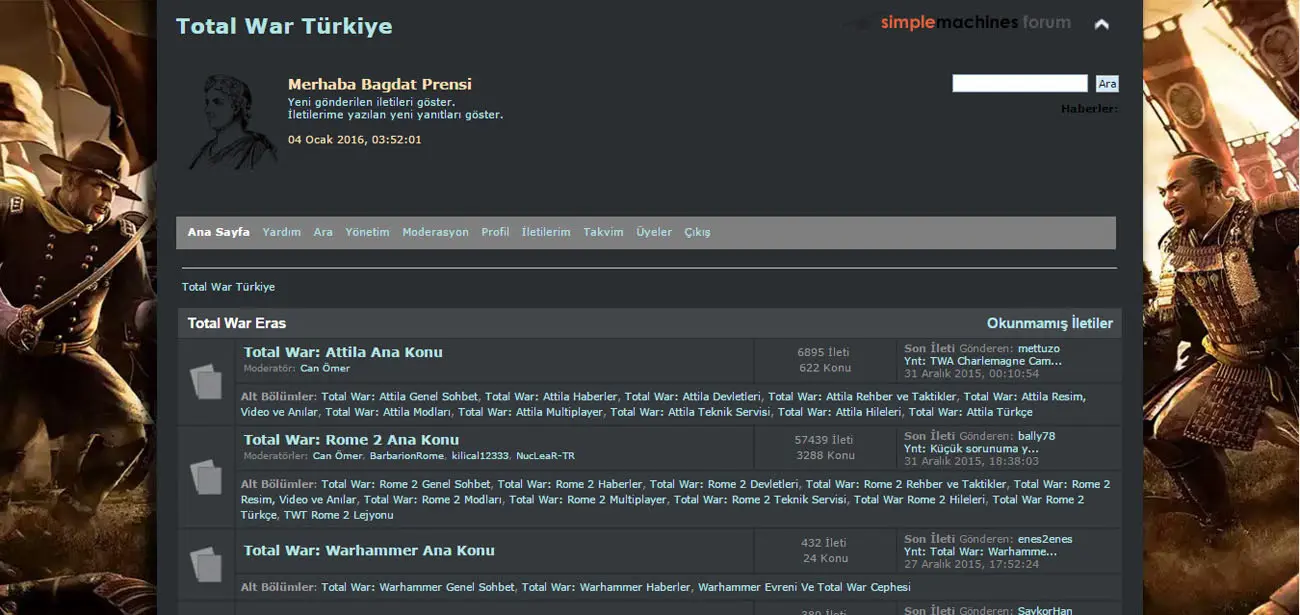 Total War Türkiye
simplemachines forum
Merhaba Bagdat Prensi
Yeni gönderilen iletileri göster.
İletilerime yazılan yeni yanıtları göster.
04 Ocak 2016, 03:52:01
Ara
Haberler:
Ana Sayfa Yardım Ara Yönetim Moderasyon Profil İletilerim Takvim Üyeler Çıkış
Total War Türkiye
Total War Eras Okunmamış İletiler
Total War: Attila Ana Konu
Moderatör: Can Ömer
6895 İleti
622 Konu
Son İleti Gönderen: mettuzo
Ynt: TWA Charlemagne Cam...
31 Aralık 2015, 00:10:54
Alt Bölümler: Total War: Attila Genel Sohbet, Total War: Attila Haberler, Total War: Attila Devletleri, Total War: Attila Rehber ve Taktikler, Total War: Attila Resim,
Video ve Anılar, Total War: Attila Modları, Total War: Attila Multiplayer, Total War: Attila Teknik Servisi, Total War: Attila Hileleri, Total War: Attila Türkçe
Total War: Rome 2 Ana Konu
Moderatörler: Can Ömer, BarbarionRome, kilical12333, NucLeaR-TR
57439 İleti
3288 Konu
Son İleti Gönderen: bally78
Ynt: Küçük sorunuma y...
31 Aralık 2015, 18:38:03
Alt Bölümler: Total War: Rome 2 Genel Sohbet, Total War: Rome 2 Haberler, Total War: Rome 2 Devletleri, Total War: Rome 2 Rehber ve Taktikler, Total War: Rome 2
Resim, Video ve Anılar, Total War: Rome 2 Modları, Total War: Rome 2 Multiplayer, Total War: Rome 2 Teknik Servisi, Total War Rome 2 Hileleri, Total War Rome 2
Türkçe, TWT Rome 2 Lejyonu
Total War: Warhammer Ana Konu
432 İleti
24 Konu
Son İleti Gönderen: enes2enes
Ynt: Total War: Warhamme...
27 Aralık 2015, 17:52:24
Alt Bölümler: Total War: Warhammer Genel Sohbet, Total War: Warhammer Haberler, Warhammer Evreni Ve Total War Cephesi
380 İleti
Son İleti Gönderen: SaykorHan